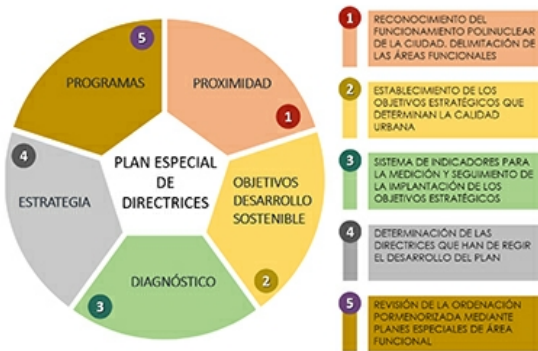 5
PROGRAMAS
PROXIMIDAD
1
4
PLAN ESPECIAL
DE
DIRECTRICES
ESTRATEGIA
OBJETIVOS
DESARROLLO
SOSTENIBLE
DIAGNÓSTICO
2
3
1
RECONOCIMIENTO DEL
FUNCIONAMIENTO POLINUCLEAR
DE LA CIUDAD. DELIMITACIÓN DE
LAS ÁREAS FUNCIONALES
2
ESTABLECIMIENTO DE LOS
OBJETIVOS ESTRATÉGICOS QUE
DETERMINAN LA CALIDAD
URBANA
3
SISTEMA DE INDICADORES PARA
LA MEDICIÓN Y SEGUIMIENTO DE
LA IMPLANTACIÓN DE LOS
OBJETIVOS ESTRATÉGICOS
4
DETERMINACIÓN DE LAS
DIRECTRICES QUE HAN DE REGIR
EL DESARROLLO DEL PLAN
5
REVISIÓN DE LA ORDENACIÓN
PORMENORIZADA MEDIANTE
PLANES ESPECIALES DE ÁREA
FUNCIONAL